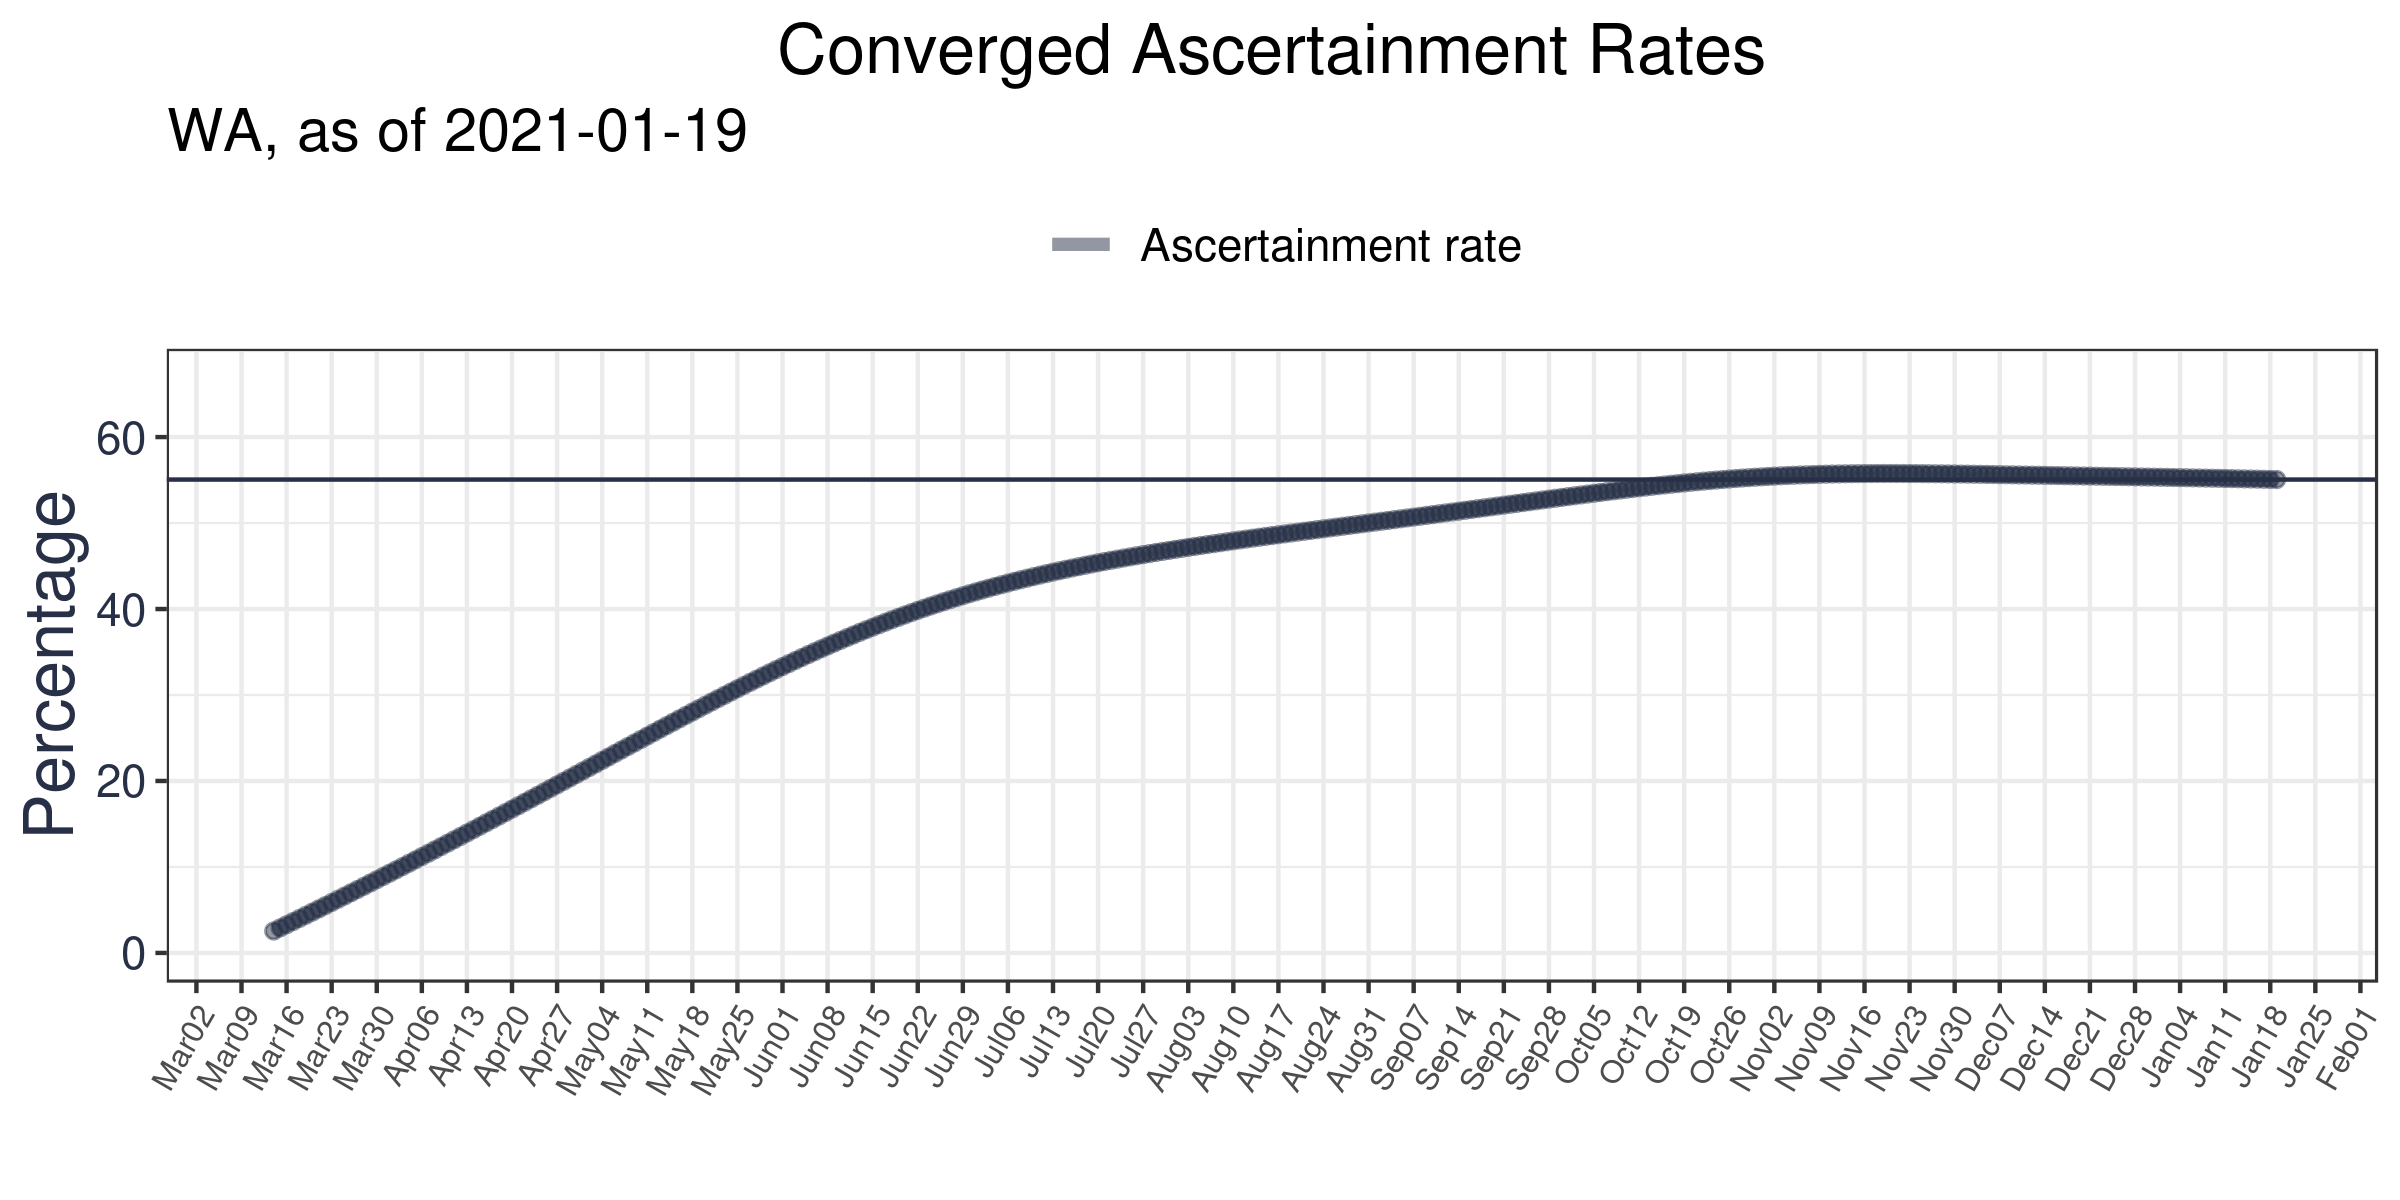 Converged Ascertainment Rates
WA, as of 2021-01-19
Ascertainment rate
Percentage
60
40
20
0
Mar02 Mar09 Mar16 Mar23 Mar30 Apr06 Apr13 Apr20 Apr27 May04 May11 May18 May25 Jun01 Jun08 Jun15 Jun22 Jun29 Jul06 Jul13 Jul20 Jul27 Aug03 Aug10 Aug17 Aug24 Aug31 Sep07 Sep14 Sep21 Sep28 Oct05 Oct12 Oct19 Oct26 Nov02 Nov09 Nov16 Nov23 Nov30 Dec07 Dec14 Dec21 Dec28 Jan04 Jan11 Jan18 Jan25 Feb01